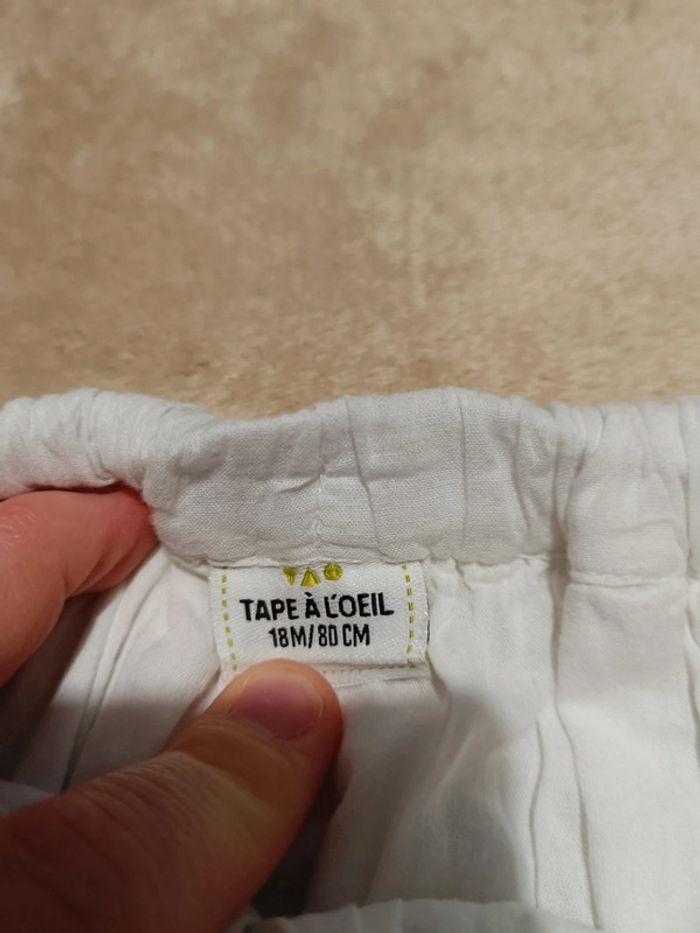 TAPE À L'OEIL
18M/80 CM